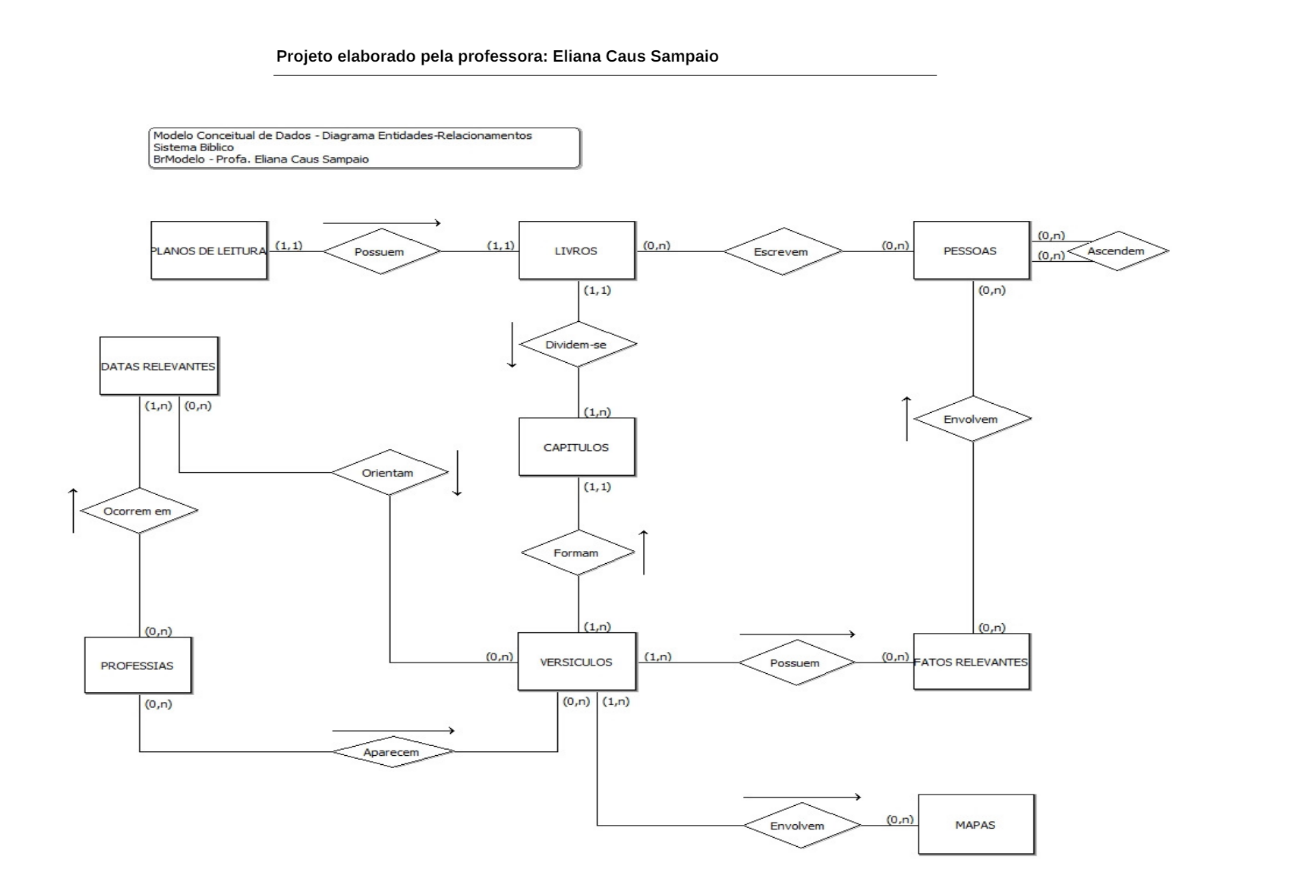 Projeto elaborado pela professora: Eliana Caus Sampaio
Modelo Conceitual de Dados - Diagrama Entidades-Relacionamentos
Sistema Biblico
BrModelo - Profa. Eliana Caus Sampaio
PLANOS DE LEITURA (1,1) Possuem (1,1) LIVROS (0,n) Escrevem (0,n) PESSOAS (0,n) (0,n) Ascendem
(1,1) (0,n)
Dividem-se
DATAS RELEVANTES
(1,n) (0,n) (1,n)
Envolvem
CAPITULOS
Orientam
(1,1)
Ocorrem em
Formam
(0,n) (1,n) (0,n)
PROFESSIAS (0,n) VERSICULOS (1,n) Possuem (0,n) FATOS RELEVANTES
(0,n) (0,n) (1,n)
Aparecem
Envolvem (0,n) MAPAS